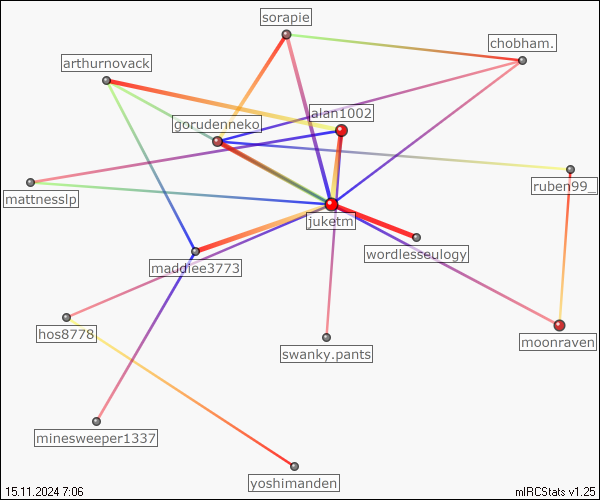 sorapie
chobham.
arthurnovack
alan1002
gorudenneko
ruben99_
mattnesslp
juketm
wordlesseulogy
maddiee3773
hos8778
moonraven
swanky.pants
minesweeper1337
yoshimanden
15.11.2024 7:06
mIRCStats v1.25